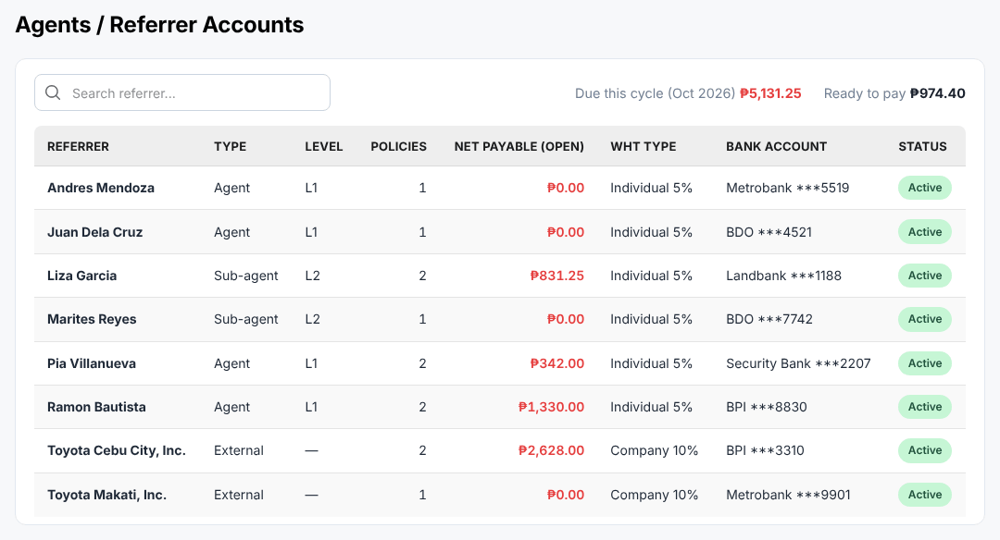 Agents / Referrer Accounts
Search referrer...
Due this cycle (Oct 2026) ₱5,131.25 Ready to pay ₱974.40
REFERRER TYPE LEVEL POLICIES NET PAYABLE (OPEN) WHT TYPE BANK ACCOUNT STATUS
Andres Mendoza Agent L1 1 ₱0.00 Individual 5% Metrobank ***5519 Active
Juan Dela Cruz Agent L1 1 ₱0.00 Individual 5% BDO ***4521 Active
Liza Garcia Sub-agent L2 2 ₱831.25 Individual 5% Landbank ***1188 Active
Marites Reyes Sub-agent L2 1 ₱0.00 Individual 5% BDO ***7742 Active
Pia Villanueva Agent L1 2 ₱342.00 Individual 5% Security Bank ***2207 Active
Ramon Bautista Agent L1 2 ₱1,330.00 Individual 5% BPI ***8830 Active
Toyota Cebu City, Inc. External — 2 ₱2,628.00 Company 10% BPI ***3310 Active
Toyota Makati, Inc. External — 1 ₱0.00 Company 10% Metrobank ***9901 Active